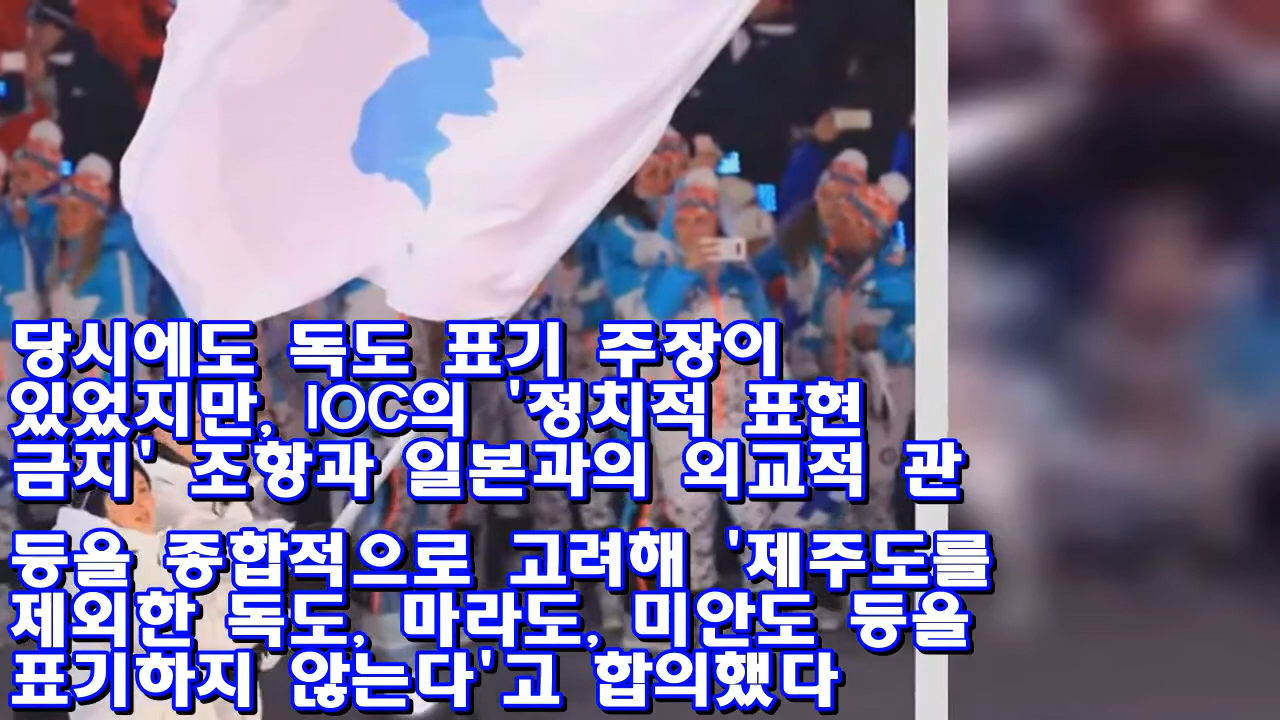 당시에도 독도 표기 주장이
있었지만, IOC의 '정치적 표현
금지' 조항과 일본과의 외교적 관
등을 종합적으로 고려해 '제주도를
제외한 독도, 마라도, 미안도 등을
표기하지 않는다'고 합의했다